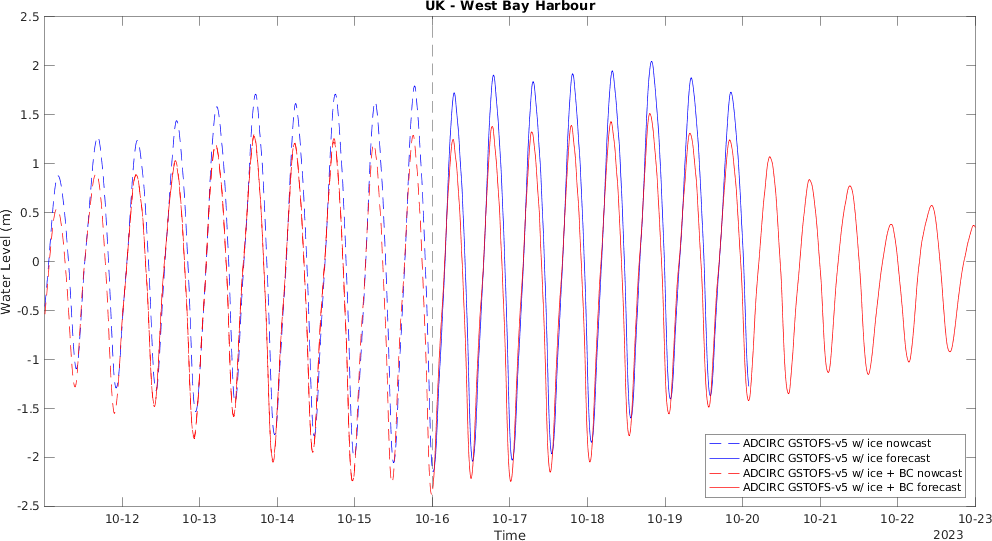 UK - West Bay Harbour
2.5
2
1.5
1
0.5
0
-0.5
-1
-1.5
-2
-2.5
Water Level (m)
ADCIRC GSTOFS-v5 w/ ice nowcast
ADCIRC GSTOFS-v5 w/ ice forecast
ADCIRC GSTOFS-v5 w/ ice + BC nowcast
ADCIRC GSTOFS-v5 w/ ice + BC forecast
10-12 10-13 10-14 10-15 10-16 10-17 10-18 10-19 10-20 10-21 10-22 10-23
Time
2023